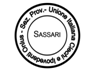 Sez. Prov. - Unione Italiana Ciechi e Ipovedenti Onlus -
SASSARI